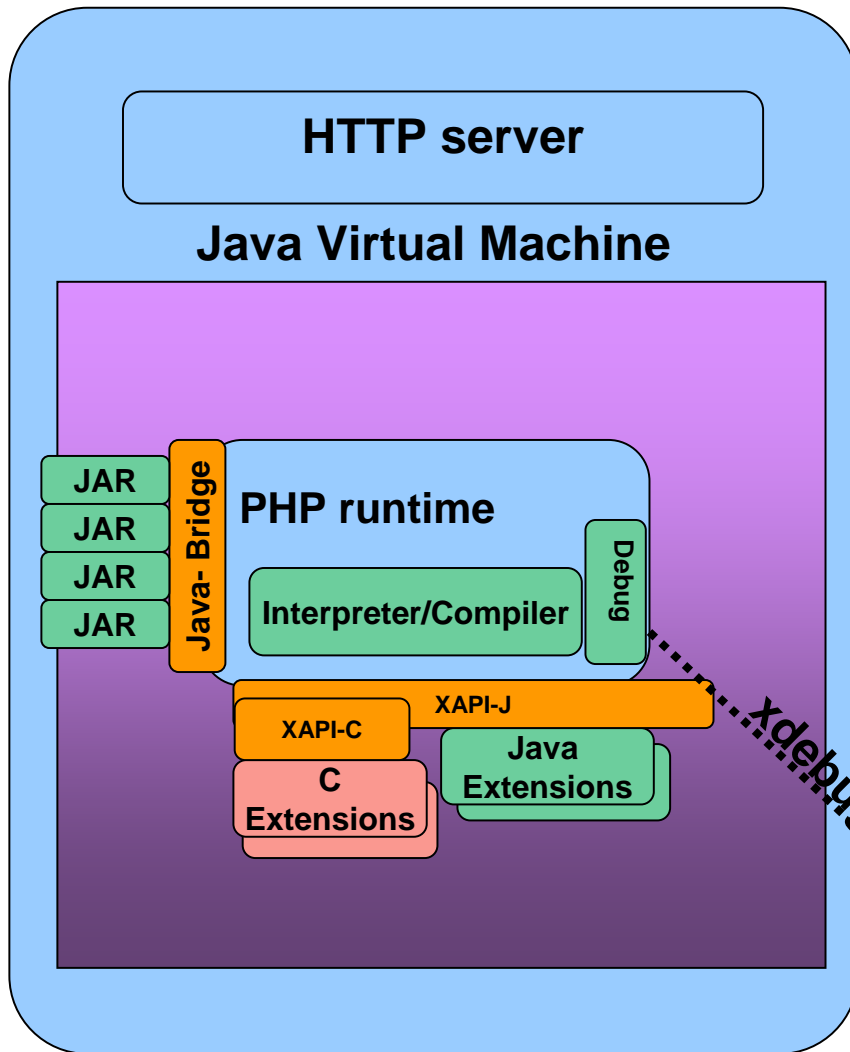 HTTP server
Java Virtual Machine
JAR
JAR
JAR
JAR
Java- Bridge
PHP runtime
Interpreter/Compiler
Debug
XAPI-J
XAPI-C
Java
Extensions
C
Extensions